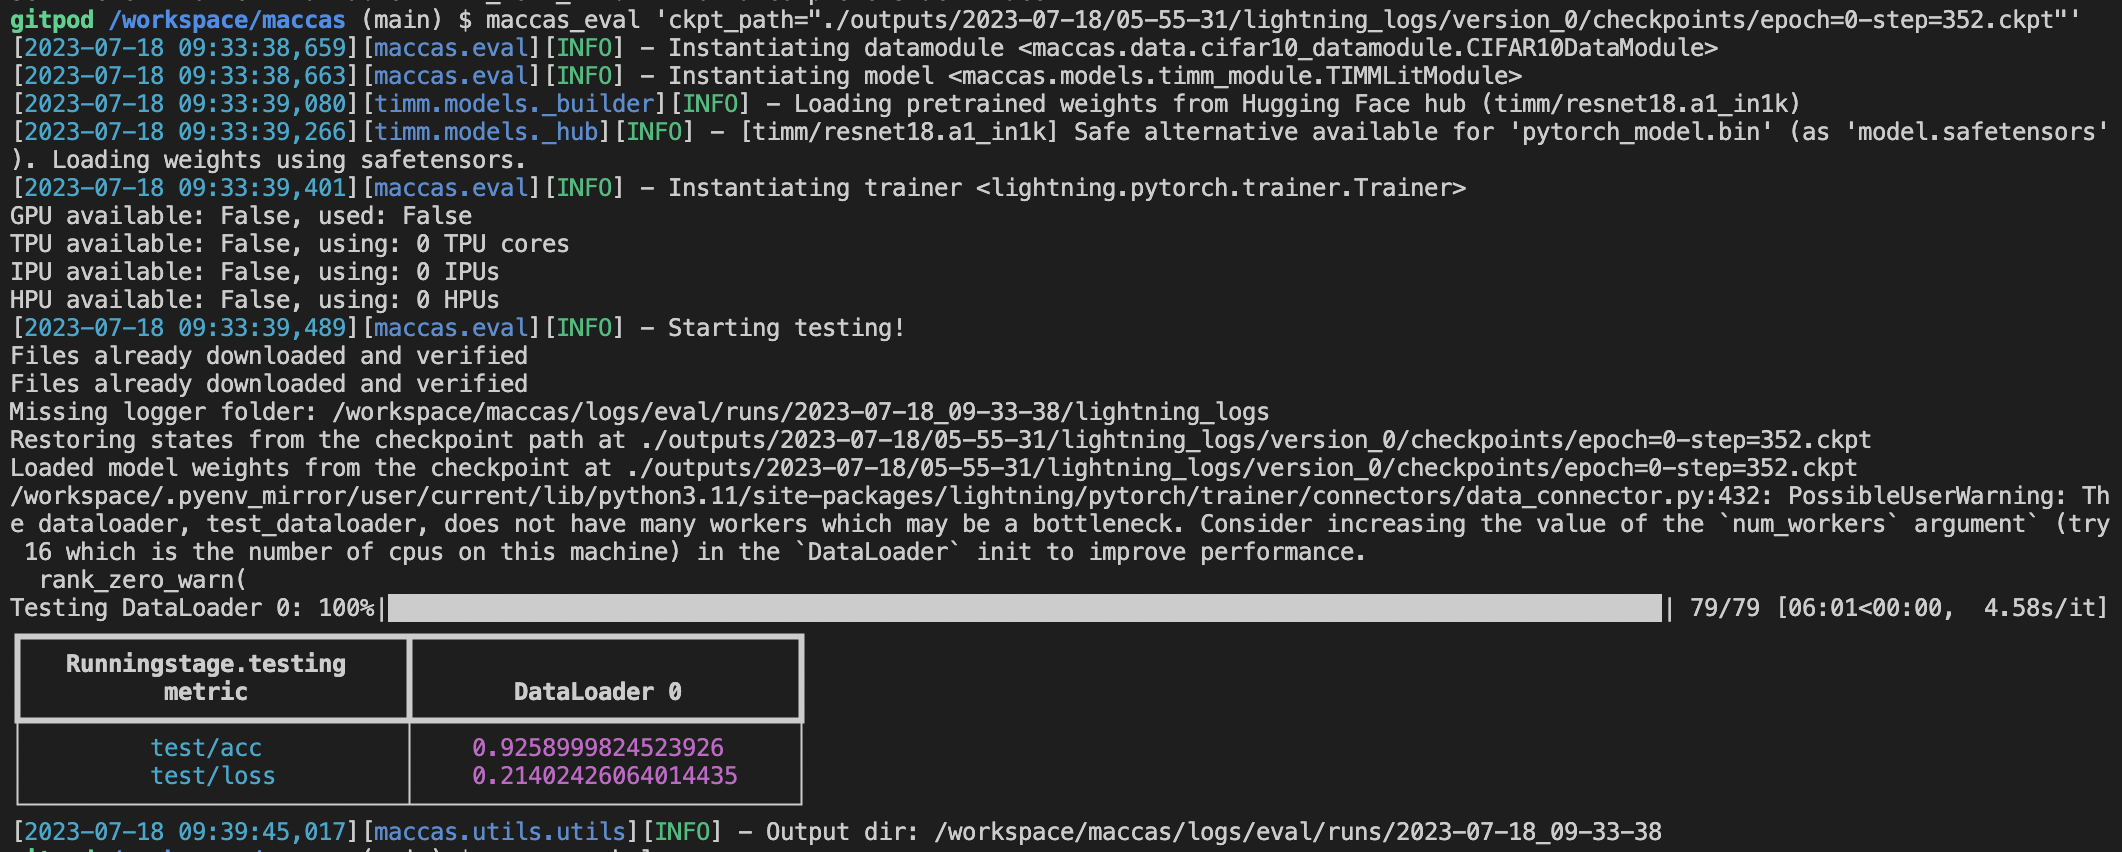 gitpod /workspace/maccas (main) $ maccas_eval 'ckpt_path="./outputs/2023-07-18/05-55-31/lightning_logs/version_0/checkpoints/epoch=0-step=352.ckpt"'
[2023-07-18 09:33:38,659][maccas.eval][INFO] - Instantiating datamodule <maccas.data.cifar10_datamodule.CIFAR10DataModule>
[2023-07-18 09:33:38,663][maccas.eval][INFO] - Instantiating model <maccas.models.timm_module.TIMMLitModule>
[2023-07-18 09:33:39,080][timm.models._builder][INFO] - Loading pretrained weights from Hugging Face hub (timm/resnet18.a1_in1k)
[2023-07-18 09:33:39,266][timm.models._hub][INFO] - [timm/resnet18.a1_in1k] Safe alternative available for 'pytorch_model.bin' (as 'model.safetensors'
). Loading weights using safetensors.
[2023-07-18 09:33:39,401][maccas.eval][INFO] - Instantiating trainer <lightning.pytorch.trainer.Trainer>
GPU available: False, used: False
TPU available: False, using: 0 TPU cores
IPU available: False, using: 0 IPUs
HPU available: False, using: 0 HPUs
[2023-07-18 09:33:39,489][maccas.eval][INFO] - Starting testing!
Files already downloaded and verified
Files already downloaded and verified
Missing logger folder: /workspace/maccas/logs/eval/runs/2023-07-18_09-33-38/lightning_logs
Restoring states from the checkpoint path at ./outputs/2023-07-18/05-55-31/lightning_logs/version_0/checkpoints/epoch=0-step=352.ckpt
Loaded model weights from the checkpoint at ./outputs/2023-07-18/05-55-31/lightning_logs/version_0/checkpoints/epoch=0-step=352.ckpt
/workspace/.pyenv_mirror/user/current/lib/python3.11/site-packages/lightning/pytorch/trainer/connectors/data_connector.py:432: PossibleUserWarning: Th
e dataloader, test_dataloader, does not have many workers which may be a bottleneck. Consider increasing the value of the `num_workers` argument` (try
 16 which is the number of cpus on this machine) in the `DataLoader` init to improve performance.
  rank_zero_warn(
Testing DataLoader 0: 100%| | 79/79 [06:01<00:00,  4.58s/it]
Runningstage.testing
metric DataLoader 0
test/acc 0.9258999824523926
test/loss 0.21402426064014435
[2023-07-18 09:39:45,017][maccas.utils.utils][INFO] - Output dir: /workspace/maccas/logs/eval/runs/2023-07-18_09-33-38